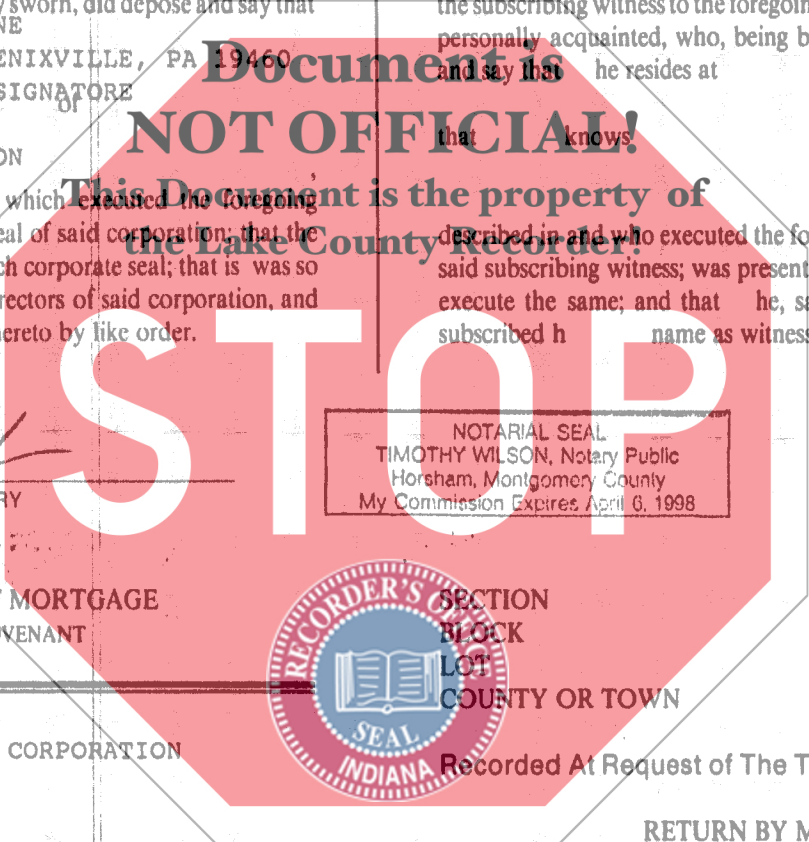 sworn, did depose and say that
NE
ENIXVILLE, PA 19460
SIGNATORE
of
ON
which executed the foregoing
eal of said corporation; that the
ch corporate seal; that is was so
rectors of said corporation, and
hereto by like order.
RY
MORTGAGE
VENANT
CORPORATION
the subscribing witness to the foregoin
personally acquainted, who, being b
and say that he resides at
that knows
described in and who executed the fo
said subscribing witness; was present
execute the same; and that he, sa
subscribed h name as witness
NOTARIAL SEAL
TIMOTHY WILSON, Notary Public
Horsham, Montgomery County
My Commission Expires April 6, 1998
SECTION
BLOCK
LOT
COUNTY OR TOWN
Recorded At Request of The T
RETURN BY M
Document is
NOT OFFICIAL!
This Document is the property of
the Lake County Recorder!
STOP
RECORDER'S OFFICE
SEAL
INDIANA